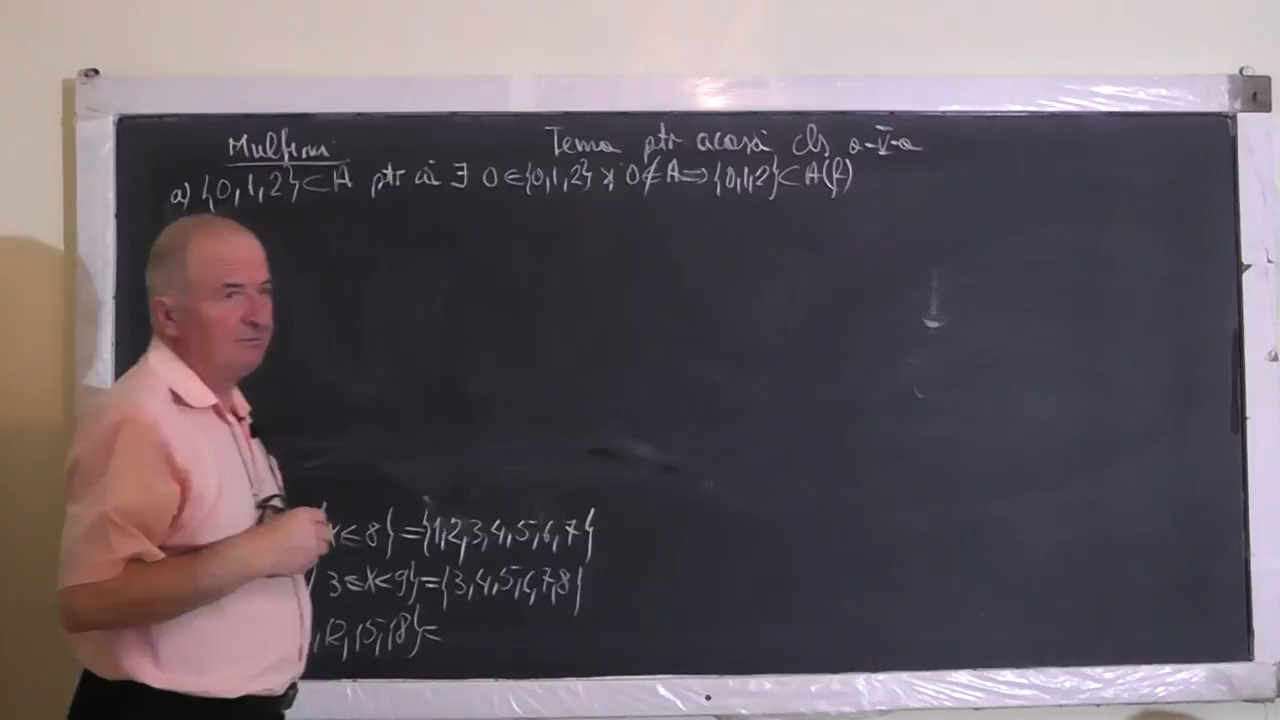 Mulțimi
Tema ptr acasă cls a-V-a
a) {0,1,2}⊂A ptr că ∃ 0∈{0,1,2} și 0∉A⇒{0,1,2}⊂A(f)
x<8}={1,2,3,4,5,6,7}
3≤x<9}={3,4,5,6,7,8}
,12,15,18}=